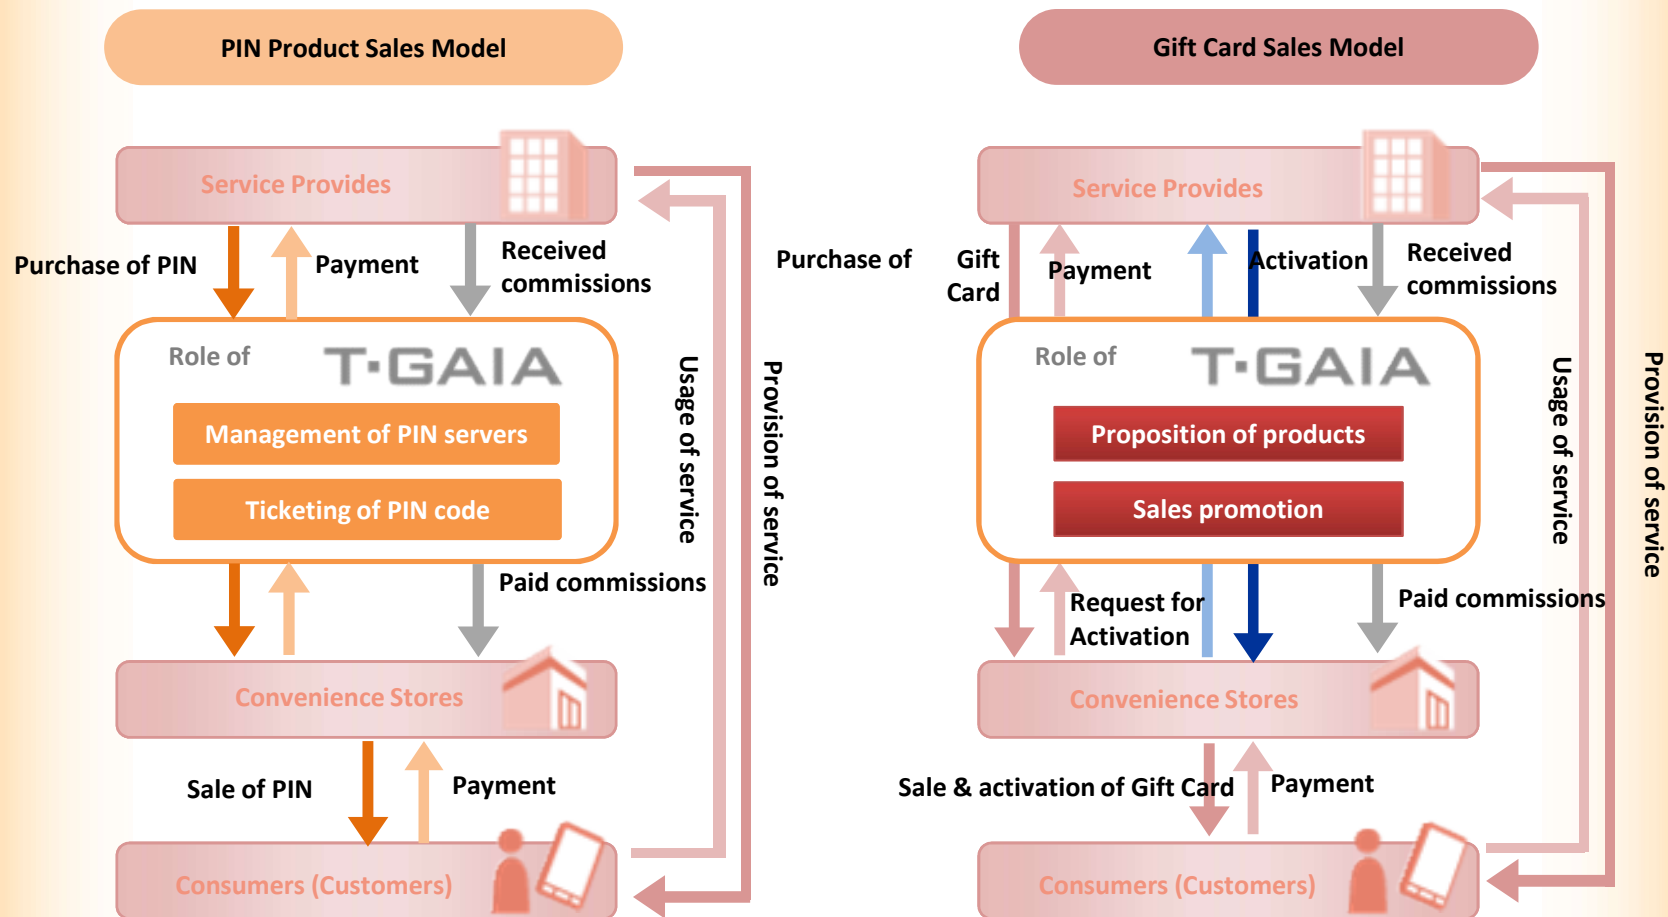 PIN Product Sales Model
Service Provides
Purchase of PIN
Payment
Received
commissions
Role of
T·GAIA
Management of PIN servers
Ticketing of PIN code
Usage of service
Provision of service
Paid commissions
Convenience Stores
Sale of PIN
Payment
Consumers (Customers)
Gift Card Sales Model
Service Provides
Purchase of Gift
Card
Payment
Activation
Received
commissions
Role of
T·GAIA
Proposition of products
Sales promotion
Usage of service
Provision of service
Request for
Activation
Paid commissions
Convenience Stores
Sale & activation of Gift Card
Payment
Consumers (Customers)